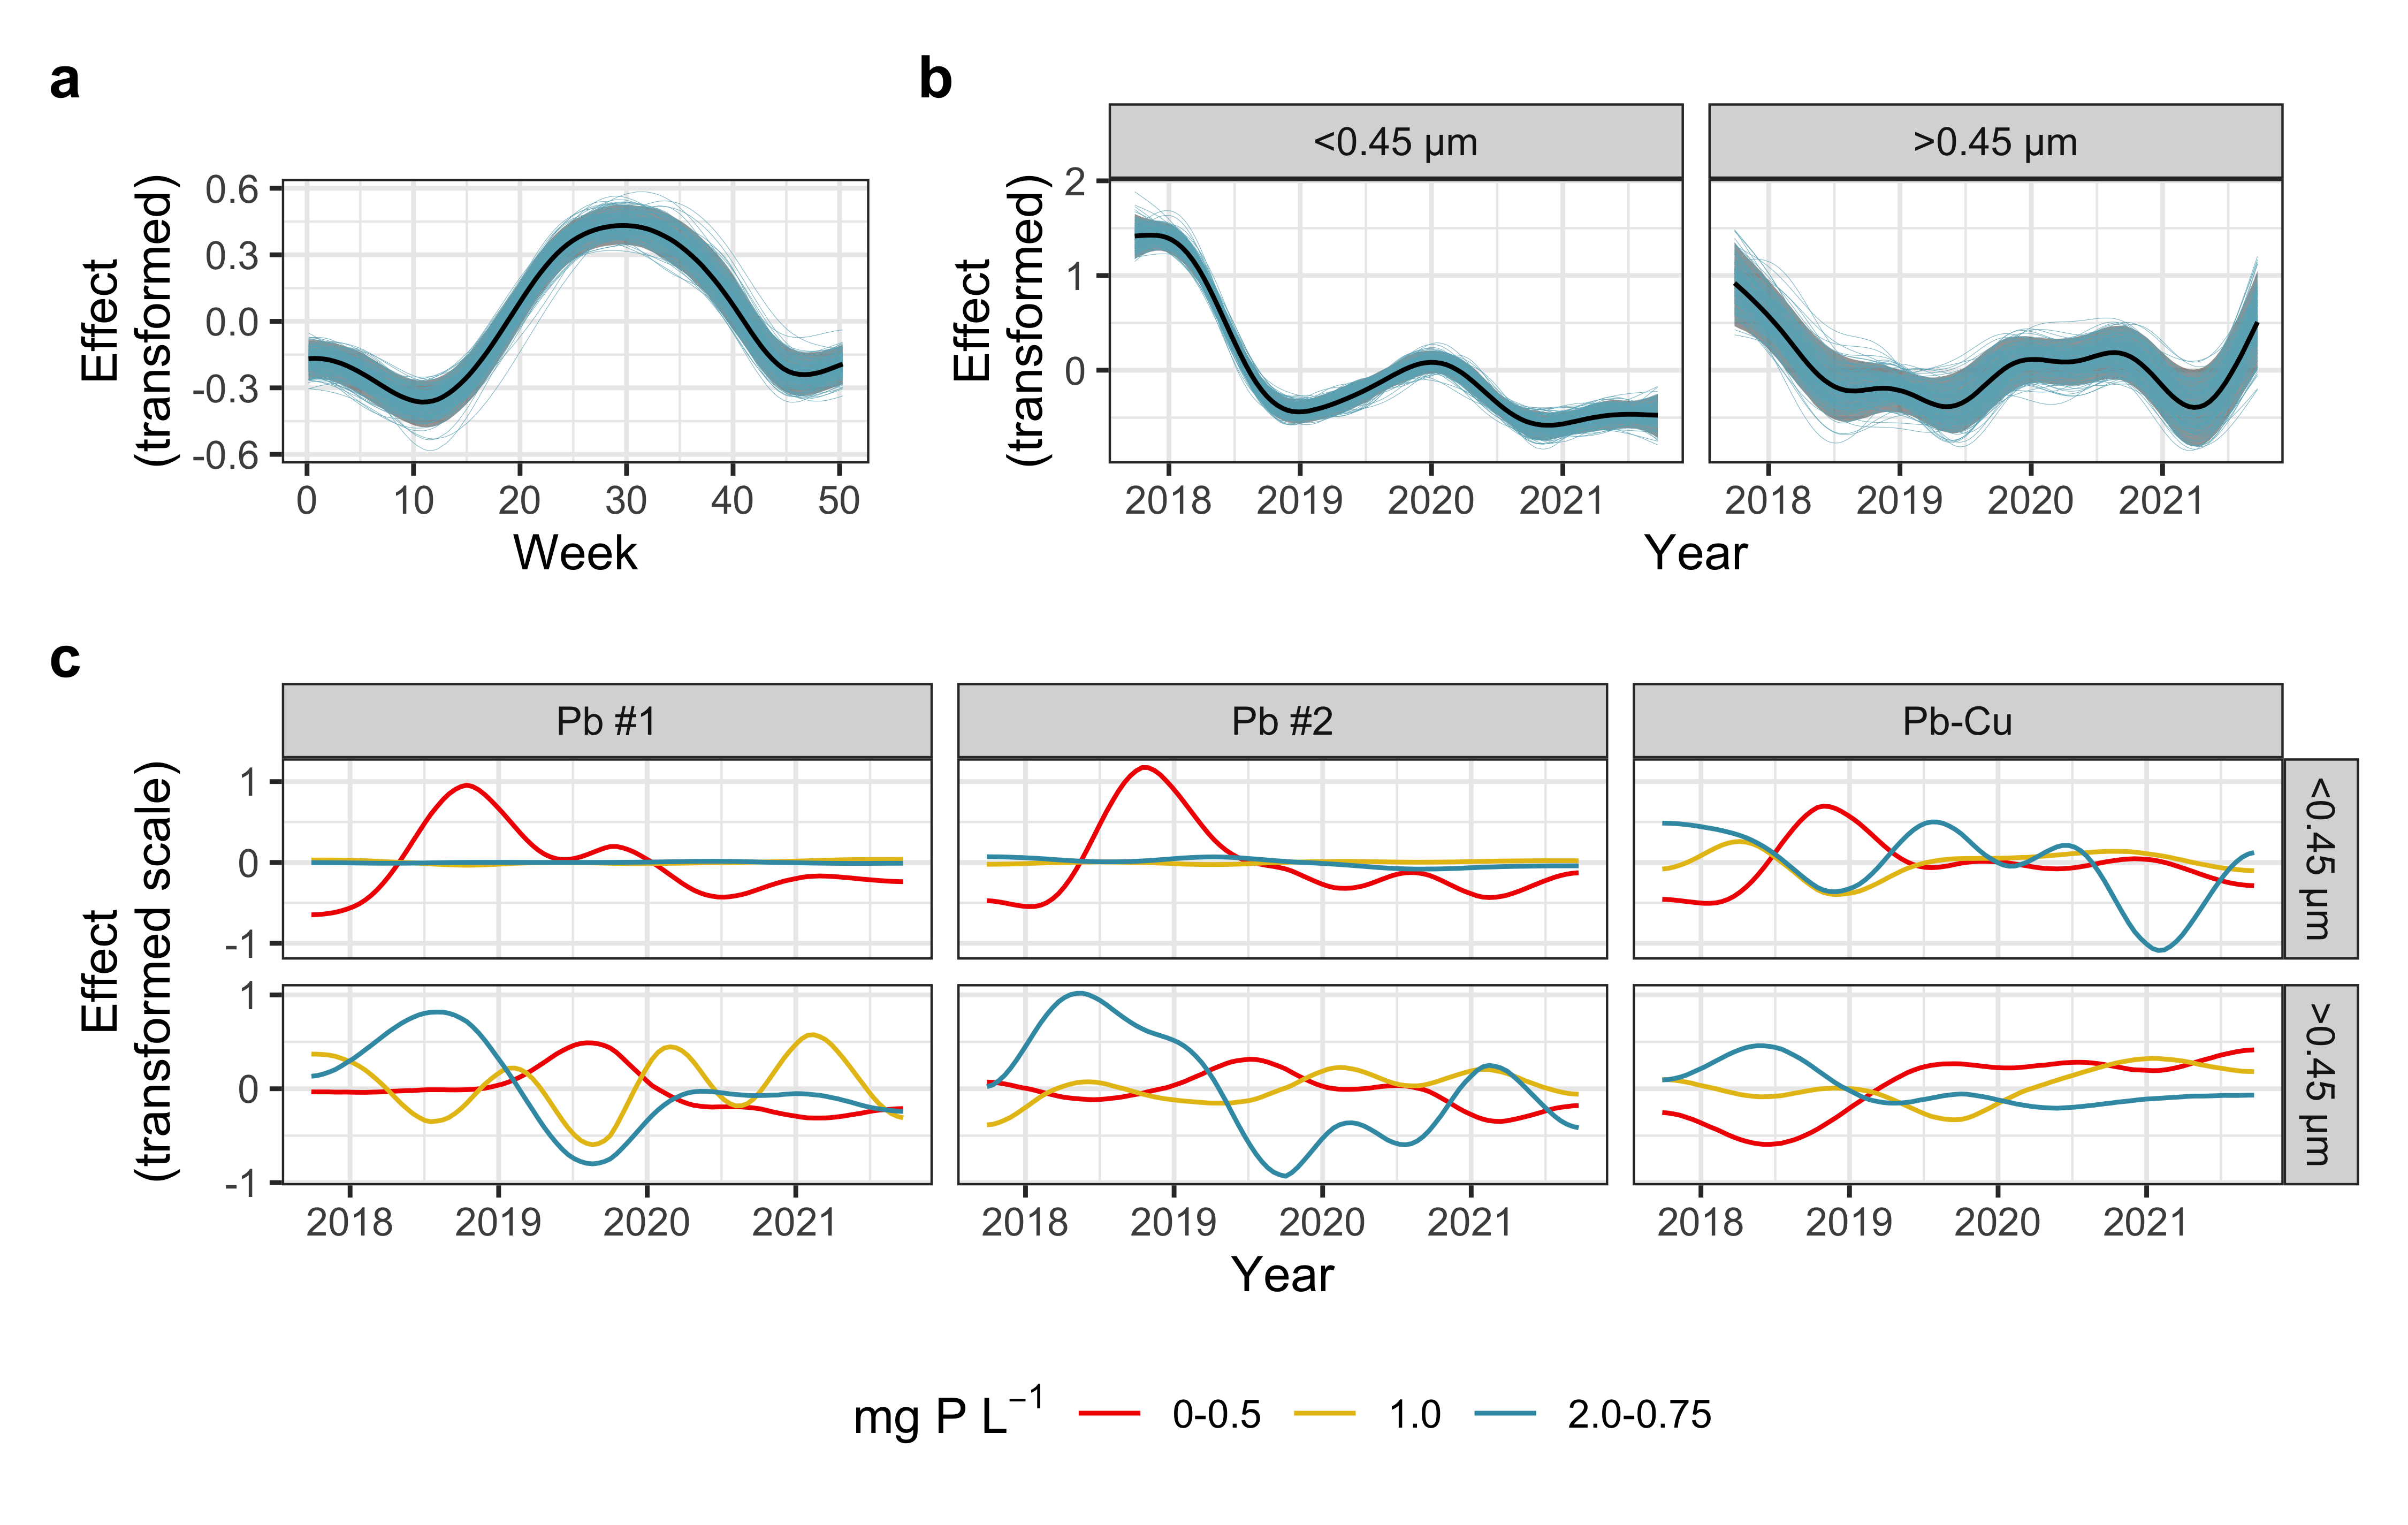 a
Effect
(transformed)
0.6
0.3
0.0
-0.3
-0.6
0 10 20 30 40 50
Week
b
<0.45 µm >0.45 µm
Effect
(transformed)
2
1
0
2018 2019 2020 2021 2018 2019 2020 2021
Year
c
Pb #1 Pb #2 Pb-Cu
Effect
(transformed scale)
1
0
-1
<0.45 µm
1
0
-1
>0.45 µm
2018 2019 2020 2021 2018 2019 2020 2021 2018 2019 2020 2021
Year
mg P L⁻¹ 0-0.5 1.0 2.0-0.75